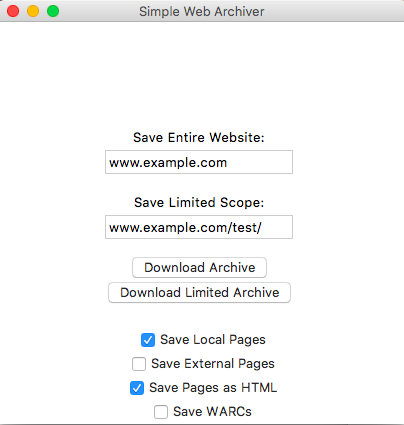 Simple Web Archiver
Save Entire Website:
www.example.com
Save Limited Scope:
www.example.com/test/
Download Archive
Download Limited Archive
Save Local Pages
Save External Pages
Save Pages as HTML
Save WARCs